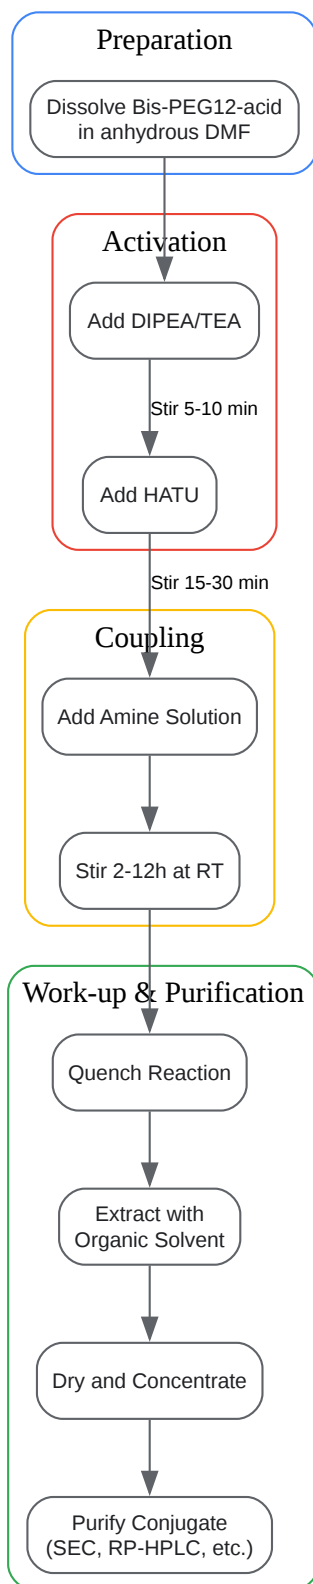 Preparation
Dissolve Bis-PEG12-acid
in anhydrous DMF
Activation
Add DIPEA/TEA
Stir 5-10 min
Add HATU
Stir 15-30 min
Coupling
Add Amine Solution
Stir 2-12h at RT
Work-up & Purification
Quench Reaction
Extract with
Organic Solvent
Dry and Concentrate
Purify Conjugate
(SEC, RP-HPLC, etc.)